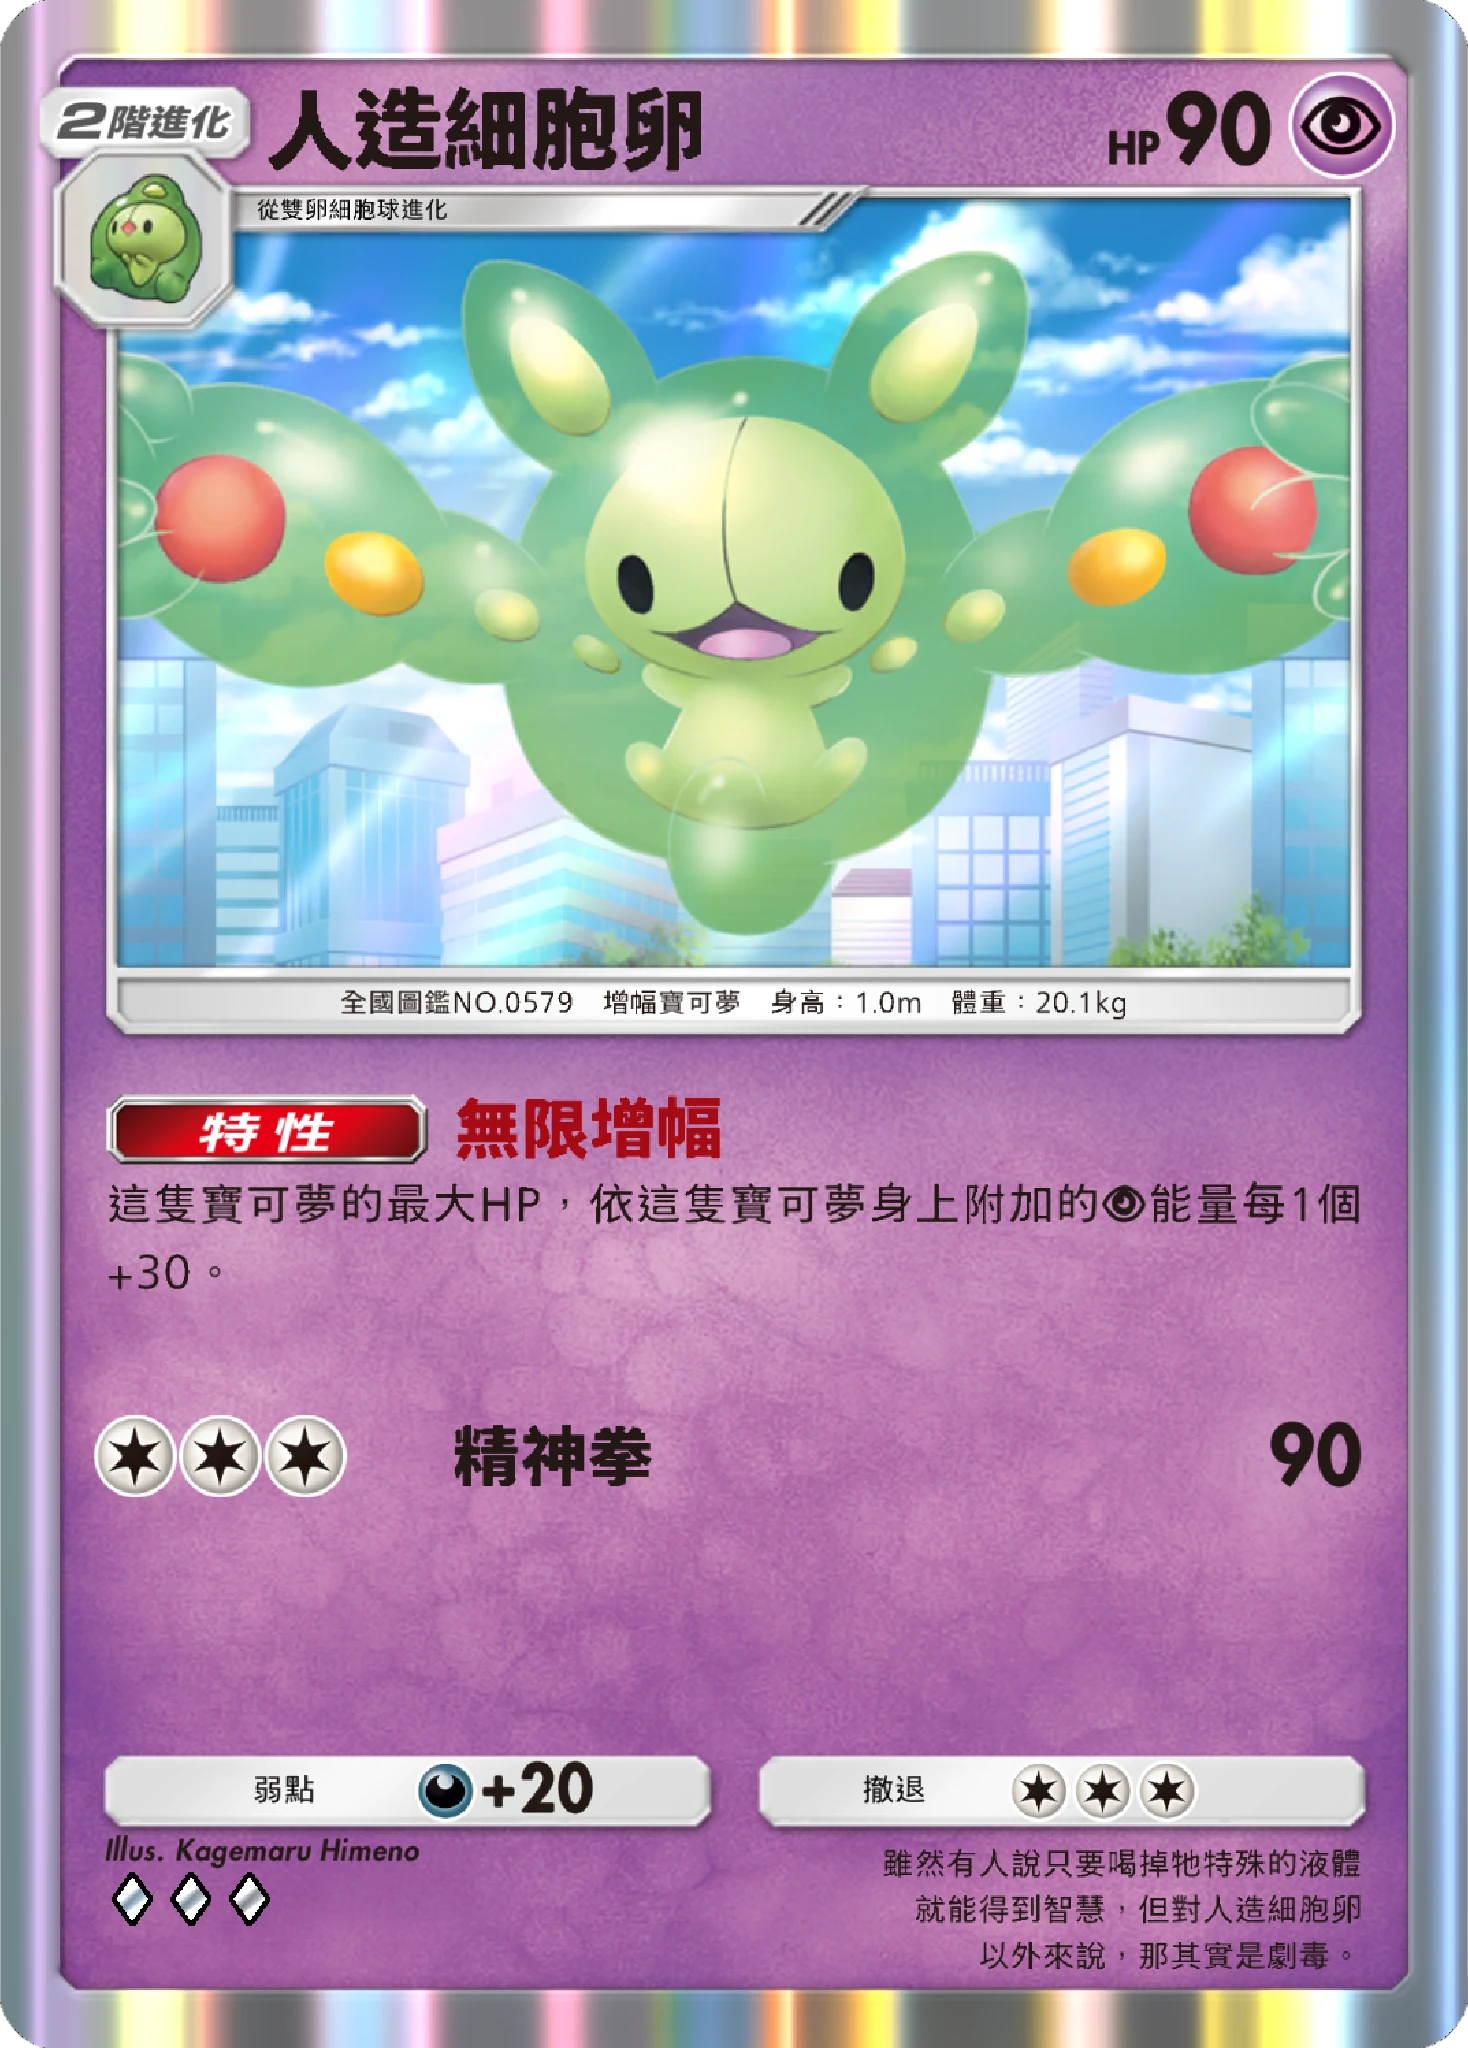 2階進化
人造細胞卵
HP 90
從雙卵細胞球進化
全國圖鑑NO.0579 增幅寶可夢 身高：1.0m 體重：20.1kg
特性 無限增幅
這隻寶可夢的最大HP，依這隻寶可夢身上附加的能量每1個
+30。
精神拳 90
弱點 +20
撤退
Illus. Kagemaru Himeno
雖然有人說只要喝掉牠特殊的液體
就能得到智慧，但對人造細胞卵
以外來說，那其實是劇毒。